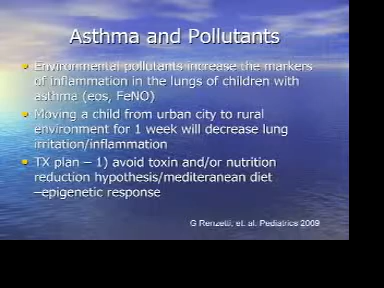 Asthma and Pollutants
• Environmental pollutants increase the markers
of inflammation in the lungs of children with
asthma (eos, FeNO)
• Moving a child from urban city to rural
environment for 1 week will decrease lung
irritation/inflammation
• TX plan – 1) avoid toxin and/or nutrition
reduction hypothesis/mediteranean diet
–epigenetic response
G Renzetti, et. al. Pediatrics 2009